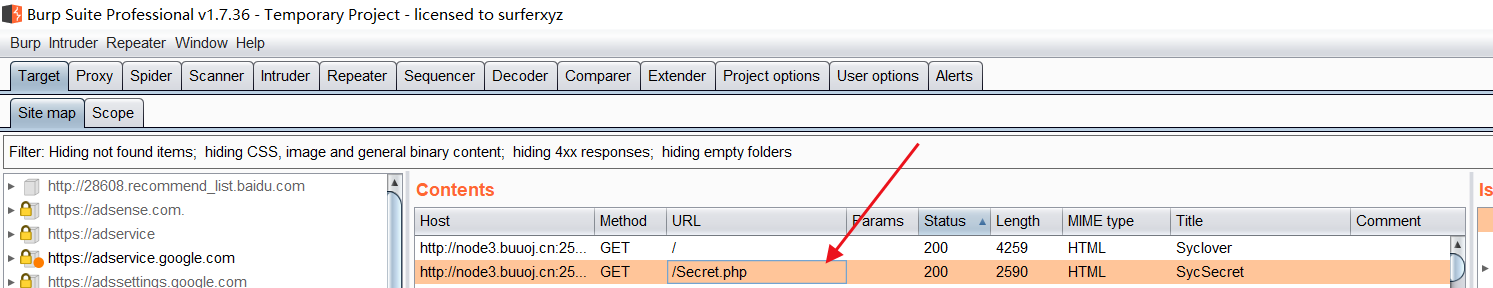 Burp Suite Professional v1.7.36 - Temporary Project - licensed to surferxyz
Burp Intruder Repeater Window Help
Target Proxy Spider Scanner Intruder Repeater Sequencer Decoder Comparer Extender Project options User options Alerts
Site map Scope
Filter: Hiding not found items; hiding CSS, image and general binary content; hiding 4xx responses; hiding empty folders
http://28608.recommend_list.baidu.com
https://adsense.com.
https://adservice
https://adservice.google.com
https://adssettings.google.com
Contents
Host Method URL Params Status Length MIME type Title Comment
http://node3.buuoj.cn:25... GET / 200 4259 HTML Syclover
http://node3.buuoj.cn:25... GET /Secret.php 200 2590 HTML SycSecret
Is